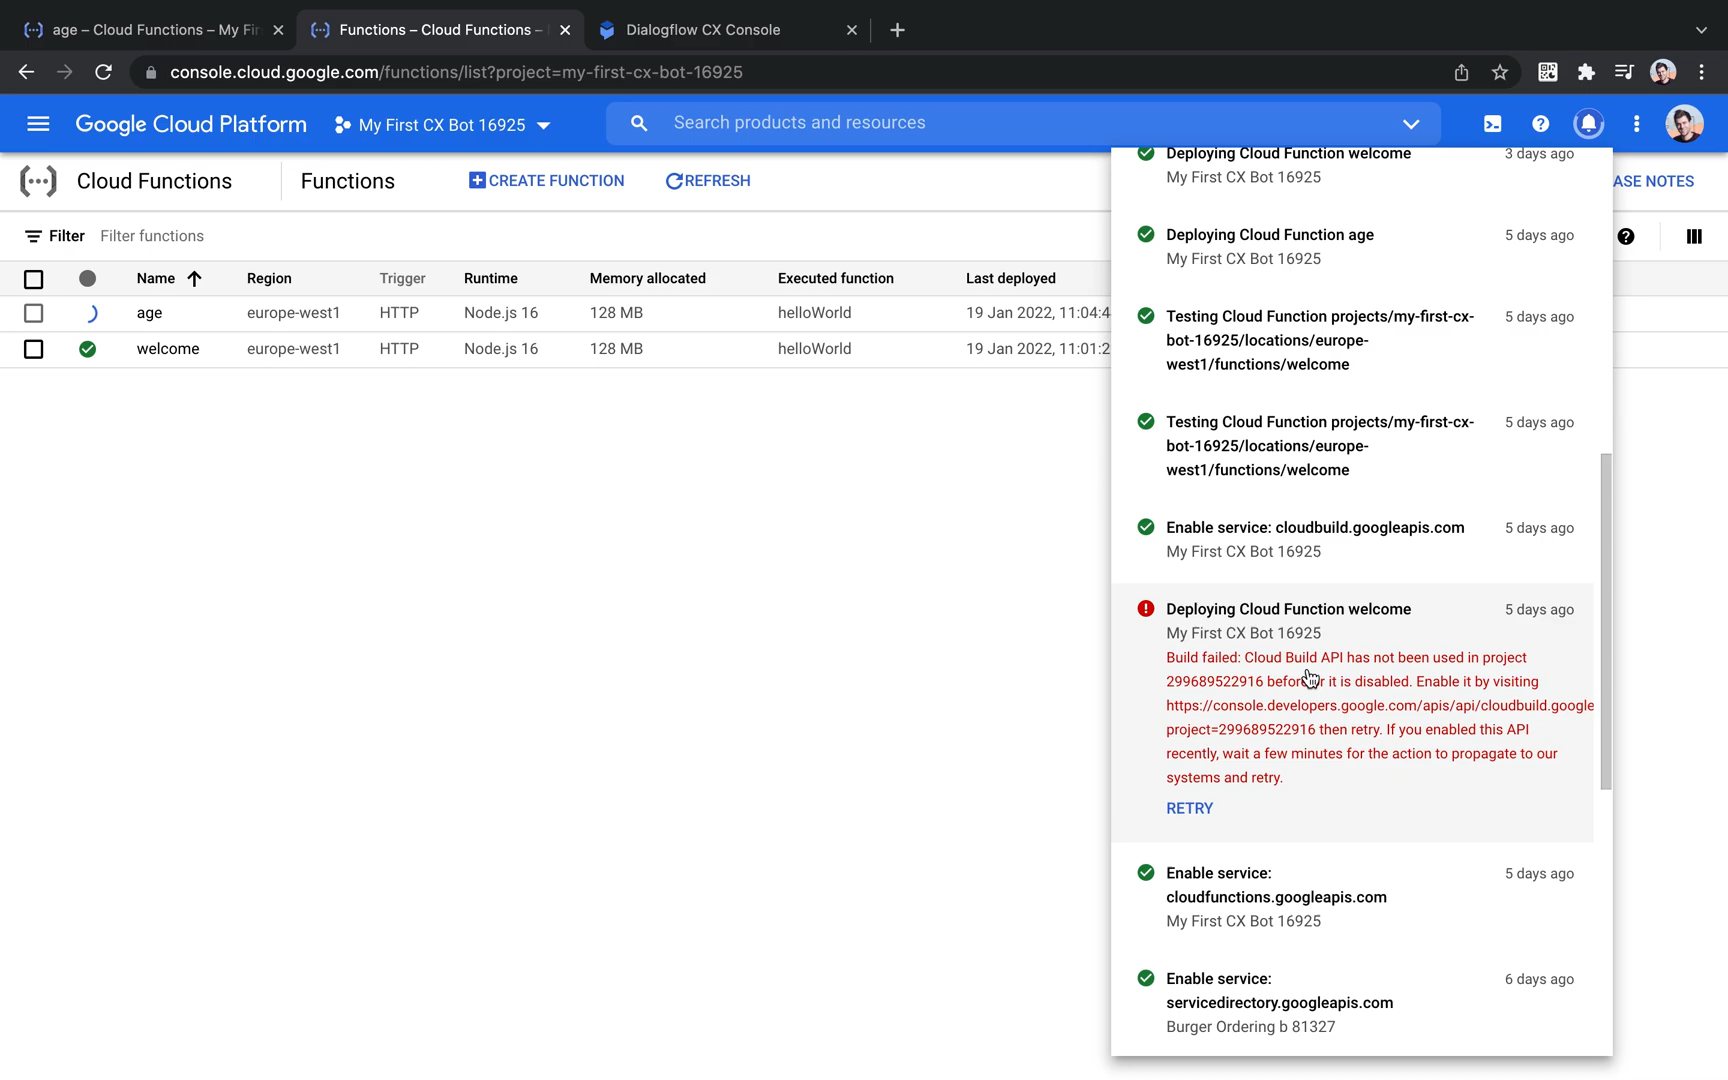 age – Cloud Functions – My Fir
Functions – Cloud Functions –
Dialogflow CX Console
console.cloud.google.com/functions/list?project=my-first-cx-bot-16925
Google Cloud Platform
My First CX Bot 16925
Search products and resources
Cloud Functions
Functions
CREATE FUNCTION
REFRESH
ASE NOTES
Filter Filter functions
Name Region Trigger Runtime Memory allocated Executed function Last deployed
age europe-west1 HTTP Node.js 16 128 MB helloWorld 19 Jan 2022, 11:04:4
welcome europe-west1 HTTP Node.js 16 128 MB helloWorld 19 Jan 2022, 11:01:2
Deploying Cloud Function welcome 3 days ago
My First CX Bot 16925
Deploying Cloud Function age 5 days ago
My First CX Bot 16925
Testing Cloud Function projects/my-first-cx- 5 days ago
bot-16925/locations/europe-
west1/functions/welcome
Testing Cloud Function projects/my-first-cx- 5 days ago
bot-16925/locations/europe-
west1/functions/welcome
Enable service: cloudbuild.googleapis.com 5 days ago
My First CX Bot 16925
Deploying Cloud Function welcome 5 days ago
My First CX Bot 16925
Build failed: Cloud Build API has not been used in project
299689522916 before r it is disabled. Enable it by visiting
https://console.developers.google.com/apis/api/cloudbuild.google
project=299689522916 then retry. If you enabled this API
recently, wait a few minutes for the action to propagate to our
systems and retry.
RETRY
Enable service: 5 days ago
cloudfunctions.googleapis.com
My First CX Bot 16925
Enable service: 6 days ago
servicedirectory.googleapis.com
Burger Ordering b 81327